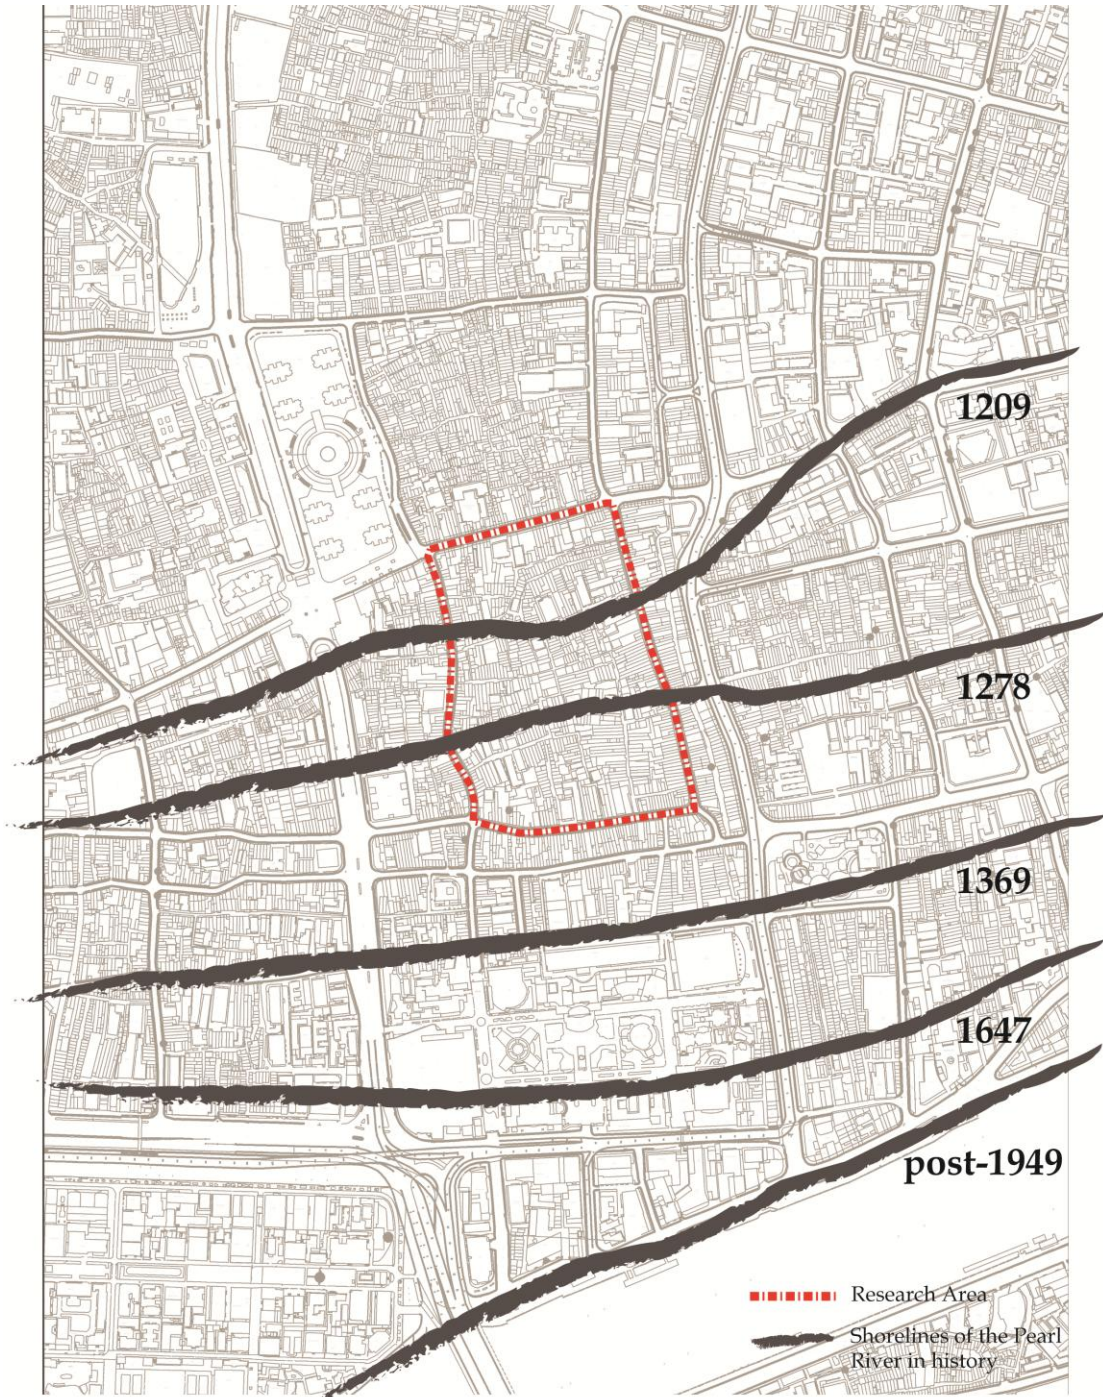 1209
1278
1369
1647
post-1949
Research Area
Shorelines of the Pearl
River in history